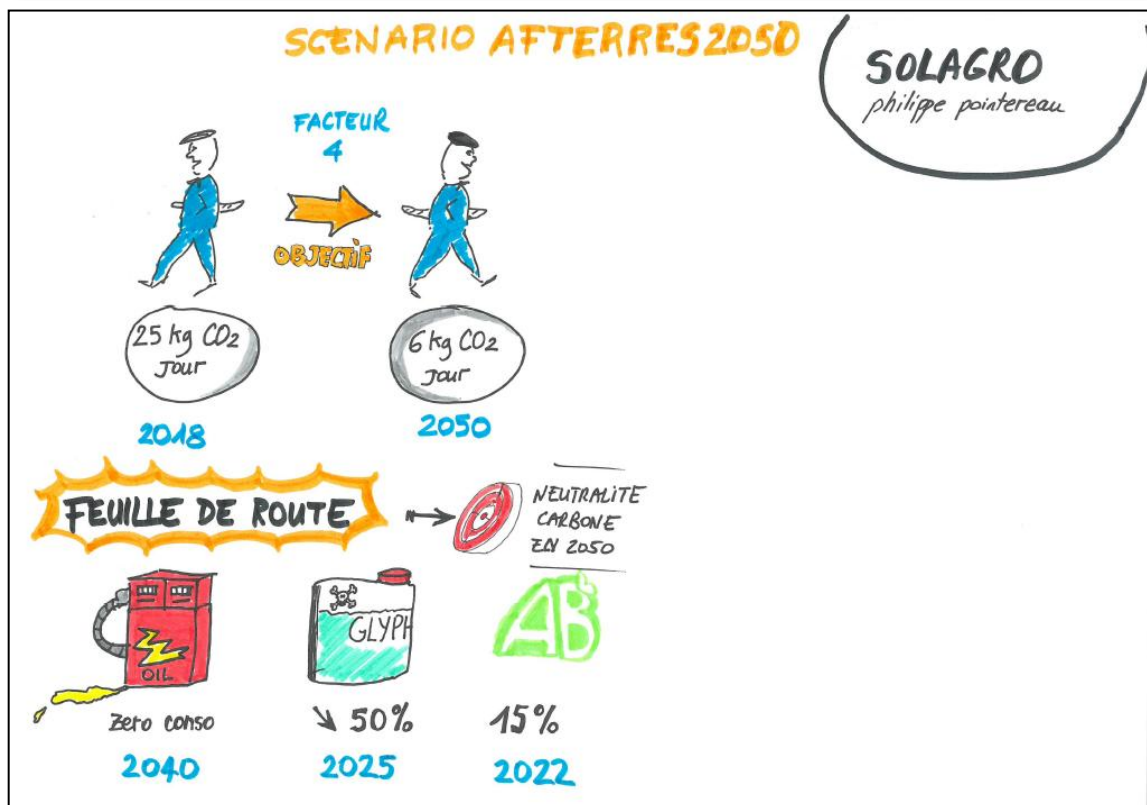 SCENARIO AFTERRES2050
SOLAGRO
philippe pointereau
FACTEUR
4
OBJECTIF
25 kg CO2
Jour
6 kg CO2
Jour
2018
2050
FEUILLE DE ROUTE
NEUTRALITE
CARBONE
EN 2050
OIL
GLYPH
AB
Zero conso
↘ 50%
15%
2040
2025
2022